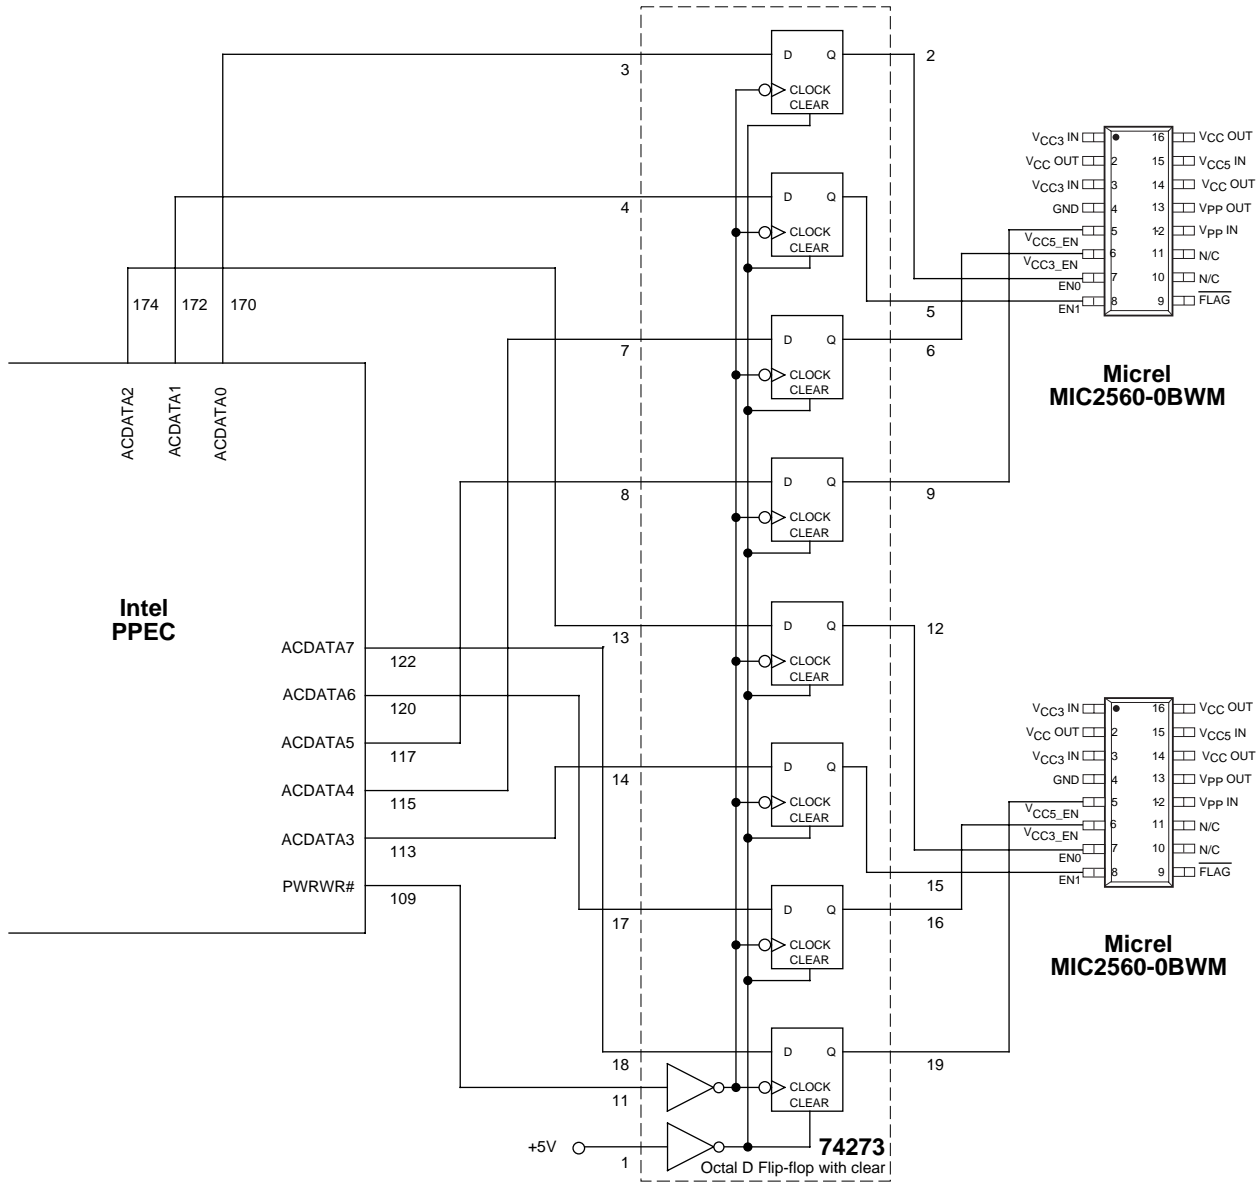 D Q
CLOCK
CLEAR
3
2
D Q
CLOCK
CLEAR
4
5
D Q
CLOCK
CLEAR
7
6
D Q
CLOCK
CLEAR
8
9
D Q
CLOCK
CLEAR
13
12
D Q
CLOCK
CLEAR
14
15
D Q
CLOCK
CLEAR
17
16
D Q
CLOCK
CLEAR
18
19
11
1
+5V
74273
Octal D Flip-flop with clear
174 172 170
ACDATA2
ACDATA1
ACDATA0
Intel
PPEC
ACDATA7
122
ACDATA6
120
ACDATA5
117
ACDATA4
115
ACDATA3
113
PWRWR#
109
VCC3 IN 16 VCC OUT
VCC OUT 2 15 VCC5 IN
VCC3 IN 3 14 VCC OUT
GND 4 13 VPP OUT
VCC5_EN 5 12 VPP IN
VCC3_EN 6 11 N/C
EN0 7 10 N/C
EN1 8 9 FLAG
Micrel
MIC2560-0BWM
VCC3 IN 16 VCC OUT
VCC OUT 2 15 VCC5 IN
VCC3 IN 3 14 VCC OUT
GND 4 13 VPP OUT
VCC5_EN 5 12 VPP IN
VCC3_EN 6 11 N/C
EN0 7 10 N/C
EN1 8 9 FLAG
Micrel
MIC2560-0BWM